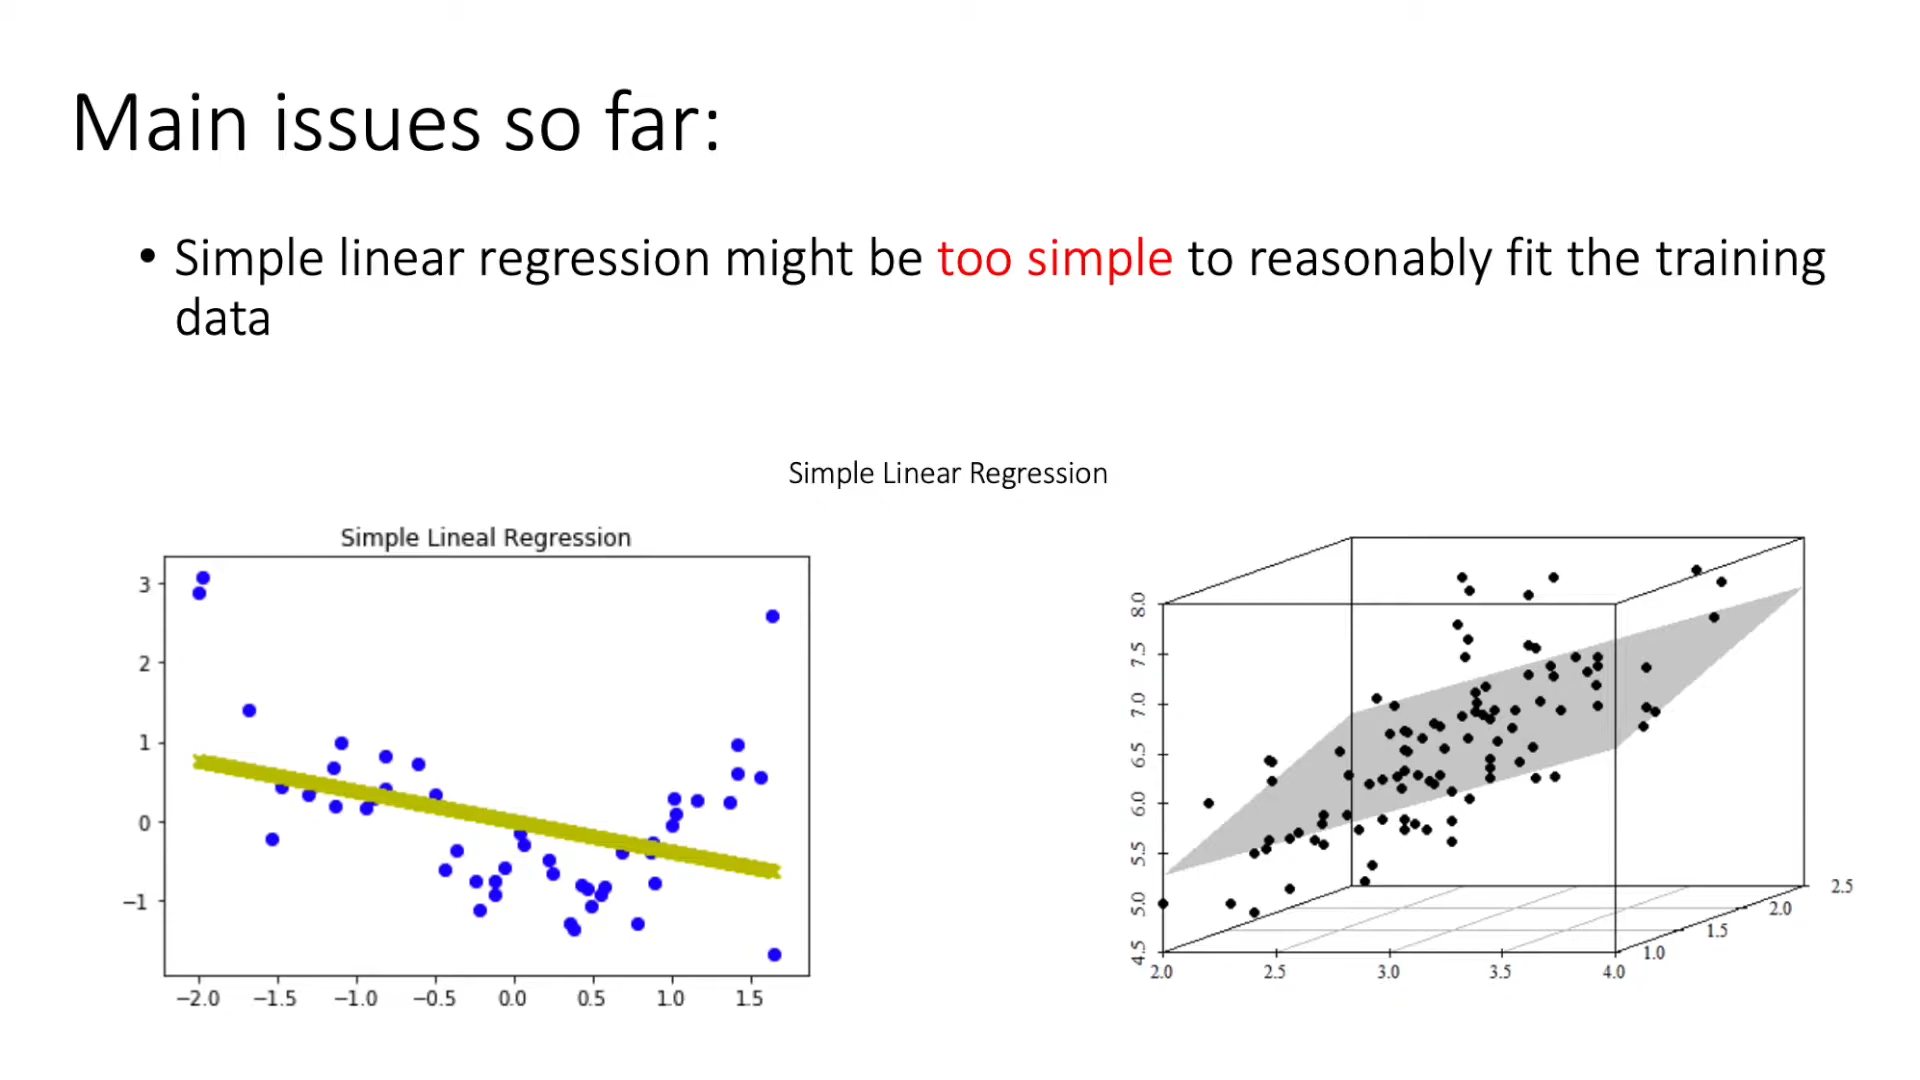 Main issues so far:
• Simple linear regression might be too simple to reasonably fit the training
data
Simple Linear Regression
Simple Lineal Regression
3
2
1
0
−1
−2.0 −1.5 −1.0 −0.5 0.0 0.5 1.0 1.5
8.0
7.5
7.0
6.5
6.0
5.5
5.0
4.5
2.0 2.5 3.0 3.5 4.0
1.0
1.5
2.0
2.5